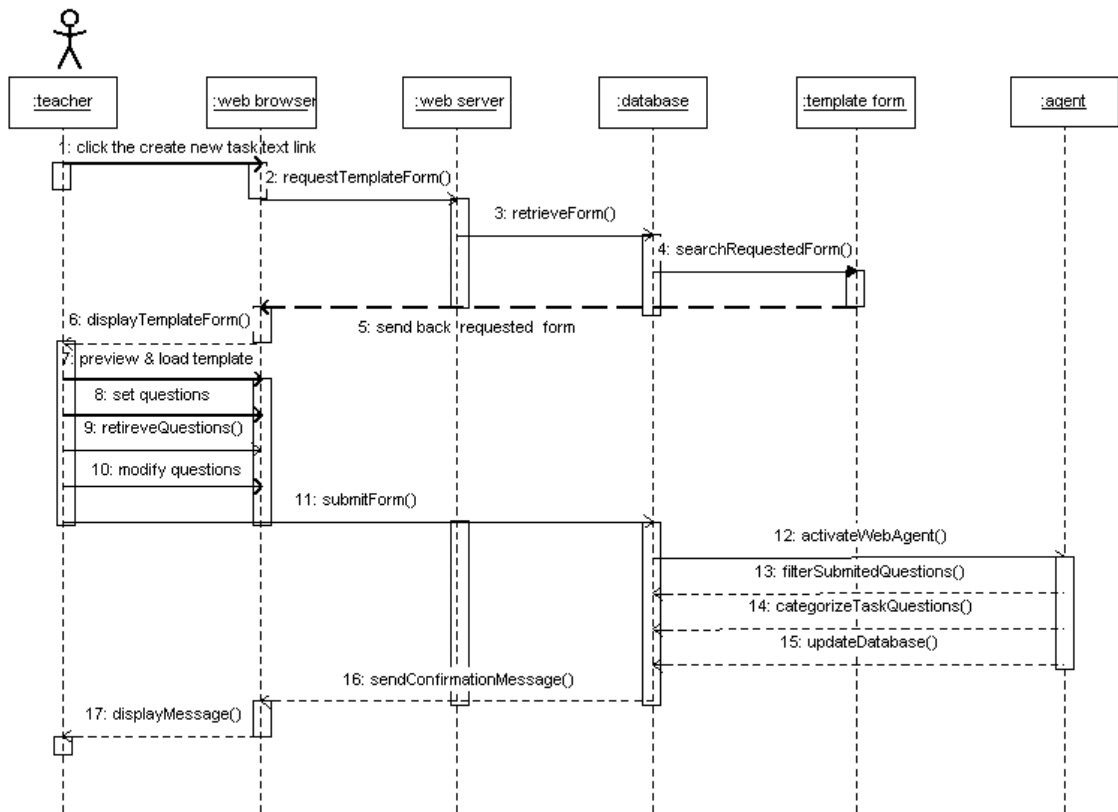 :teacher
:web browser
:web server
:database
:template form
:agent
1: click the create new task text link
2: requestTemplateForm()
3: retrieveForm()
4: searchRequestedForm()
5: send back requested form
6: displayTemplateForm()
7: preview & load template
8: set questions
9: retireveQuestions()
10: modify questions
11: submitForm()
12: activateWebAgent()
13: filterSubmitedQuestions()
14: categorizeTaskQuestions()
15: updateDatabase()
16: sendConfirmationMessage()
17: displayMessage()